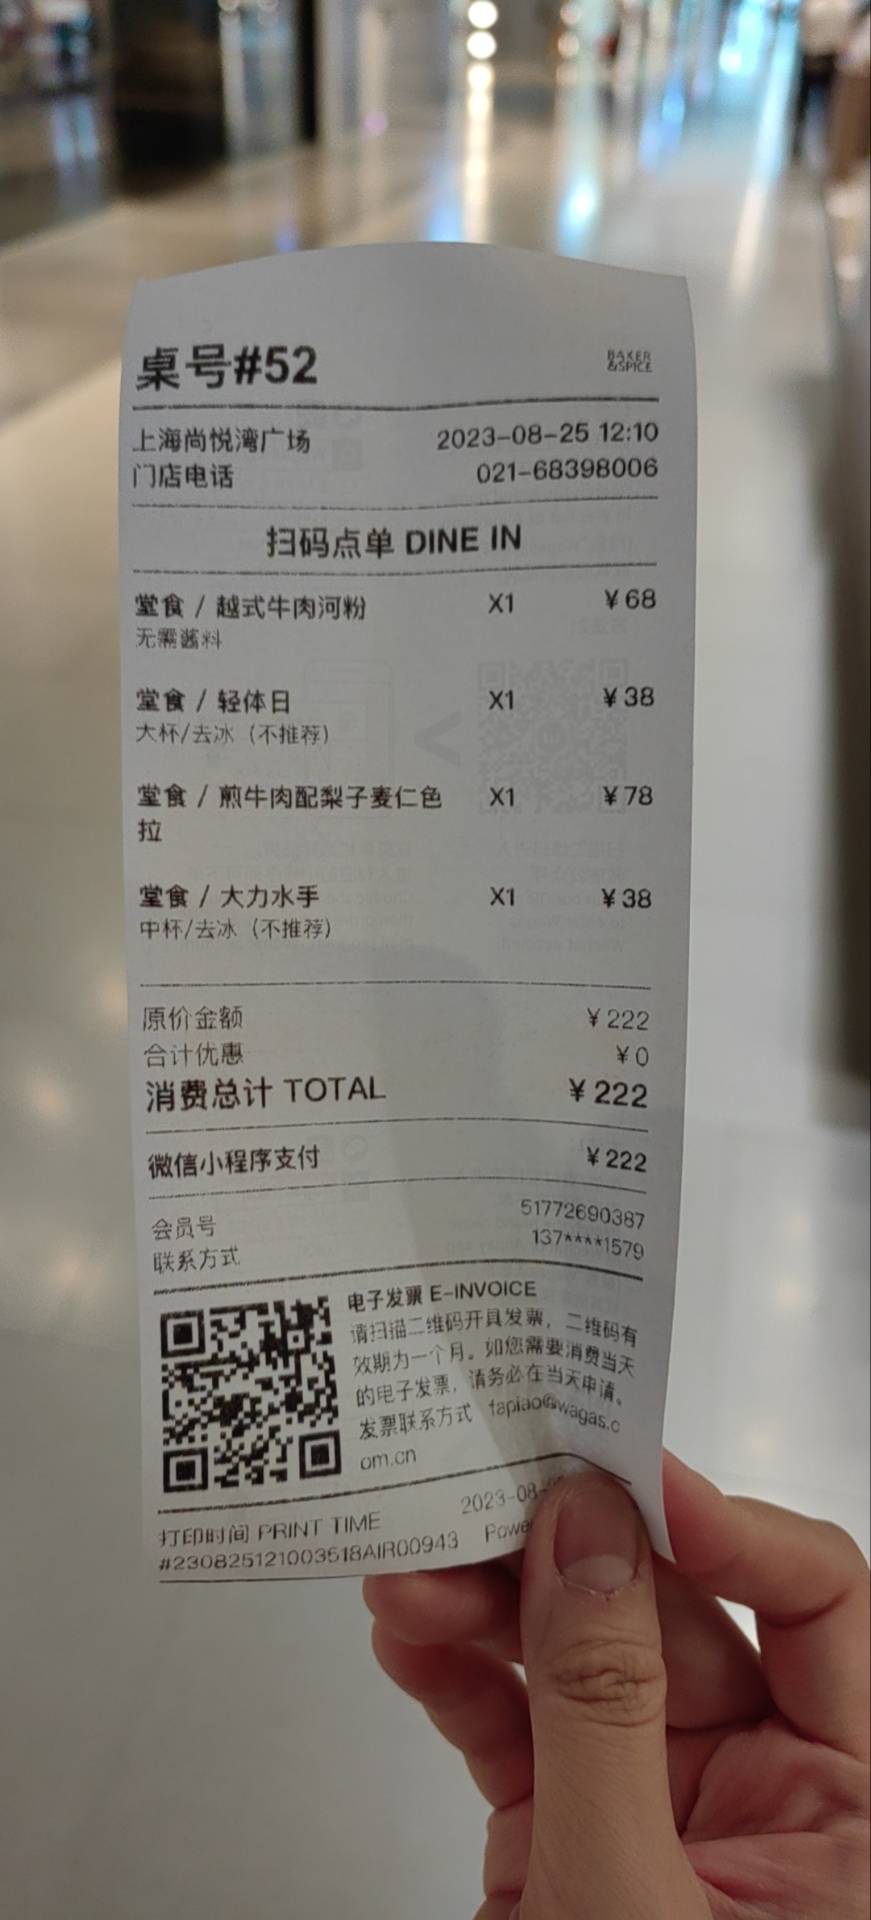 桌号#52
BAKER
&SPICE
上海尚悦湾广场 2023-08-25 12:10
门店电话 021-68398006
扫码点单 DINE IN
堂食 / 越式牛肉河粉 X1 ¥68
无需酱料
堂食 / 轻体日 X1 ¥38
大杯/去冰（不推荐）
堂食 / 煎牛肉配梨子麦仁色 X1 ¥78
拉
堂食 / 大力水手 X1 ¥38
中杯/去冰（不推荐）
原价金额 ¥222
合计优惠 ¥0
消费总计 TOTAL ¥222
微信小程序支付 ¥222
会员号 51772690387
联系方式 137****1579
电子发票 E-INVOICE
请扫描二维码开具发票，二维码有
效期为一个月。如您需要消费当天
的电子发票，请务必在当天申请。
发票联系方式 fapiao@wagas.c
om.cn
打印时间 PRINT TIME 2023-08-
#230825121003518AIR00943